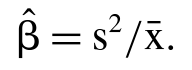 β̂ = s²/x̄.